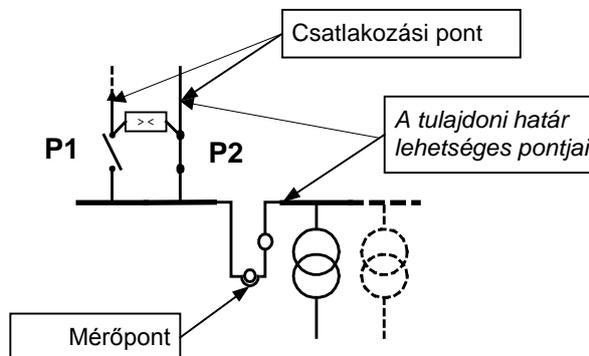 Csatlakozási pont
> <
P1
P2
A tulajdoni határ
lehetséges pontjai
Mérőpont